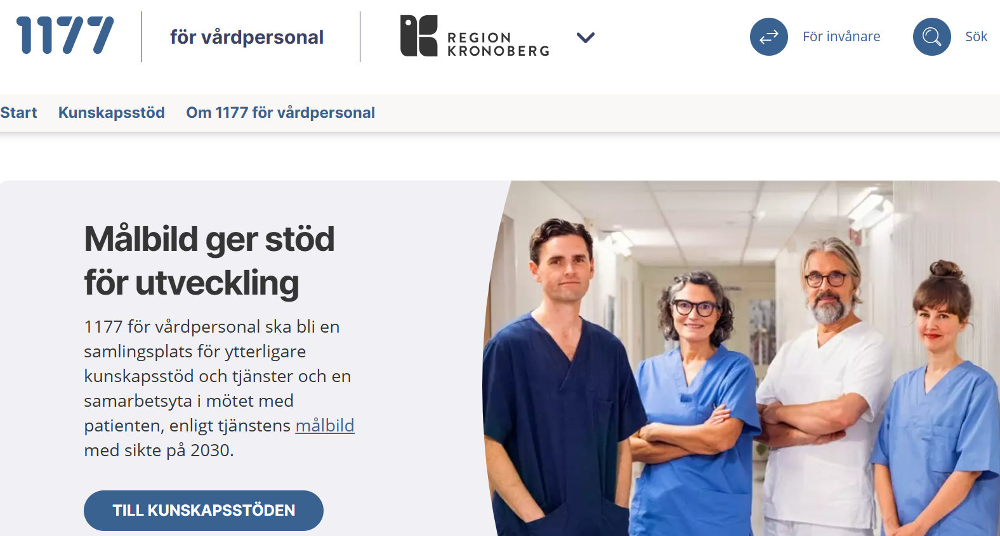 1177
för vårdpersonal
REGION
KRONOBERG
För invånare
Sök
Start
Kunskapsstöd
Om 1177 för vårdpersonal
Målbild ger stöd
för utveckling
1177 för vårdpersonal ska bli en
samlingsplats för ytterligare
kunskapsstöd och tjänster och en
samarbetsyta i mötet med
patienten, enligt tjänstens målbild
med sikte på 2030.
TILL KUNSKAPSSTÖDEN